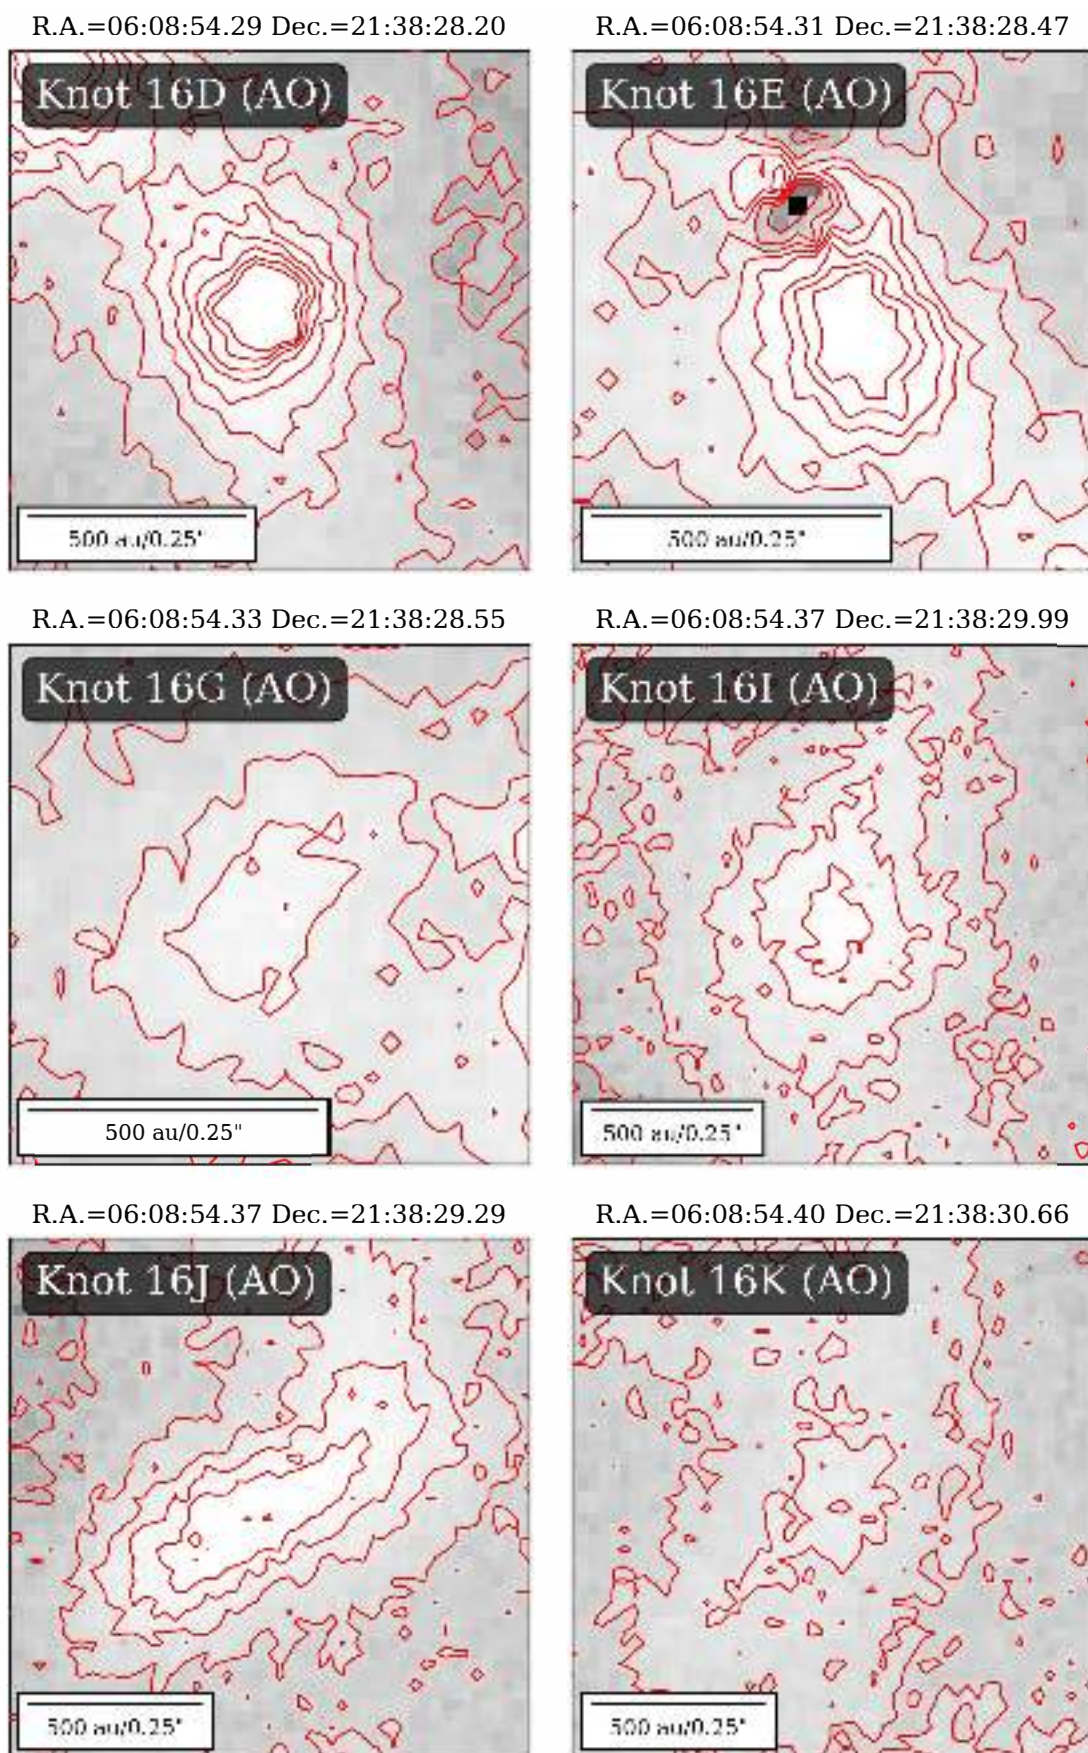 R.A.=06:08:54.29 Dec.=21:38:28.20
R.A.=06:08:54.31 Dec.=21:38:28.47
Knot 16D (AO)
Knot 16E (AO)
500 au/0.25"
500 au/0.25"
R.A.=06:08:54.33 Dec.=21:38:28.55
R.A.=06:08:54.37 Dec.=21:38:29.99
Knot 16G (AO)
Knot 16I (AO)
500 au/0.25"
500 au/0.25"
R.A.=06:08:54.37 Dec.=21:38:29.29
R.A.=06:08:54.40 Dec.=21:38:30.66
Knot 16J (AO)
Knot 16K (AO)
500 au/0.25"
500 au/0.25"